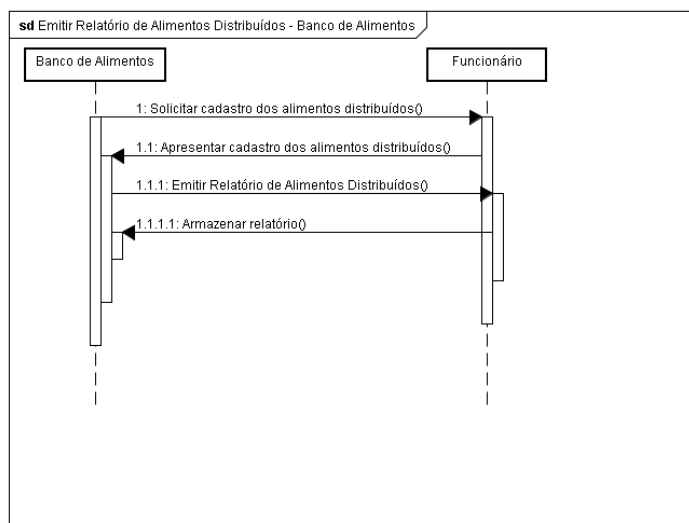 sd Emitir Relatório de Alimentos Distribuídos - Banco de Alimentos
Banco de Alimentos
Funcionário
1: Solicitar cadastro dos alimentos distribuídos()
1.1: Apresentar cadastro dos alimentos distribuídos()
1.1.1: Emitir Relatório de Alimentos Distribuídos()
1.1.1.1: Armazenar relatório()